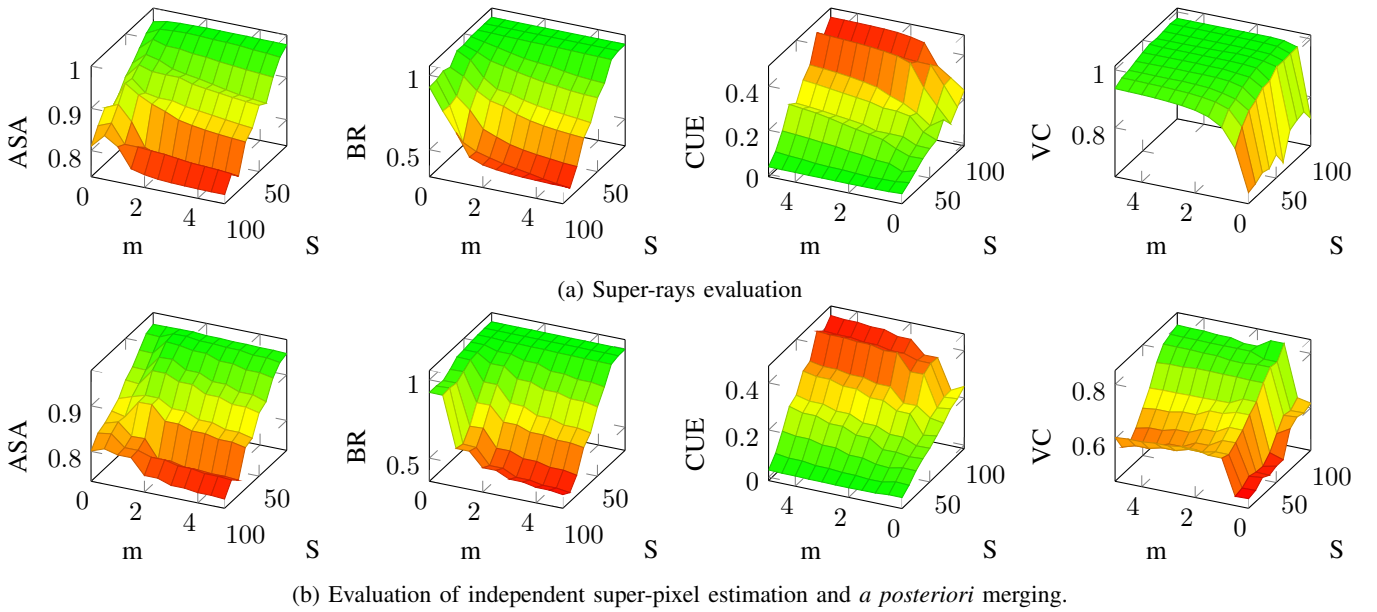 1
0.9
0.8
ASA
0
2
4
m
50
100
S
1
0.5
BR
0
2
4
m
50
100
S
0.4
0.2
0
CUE
4
2
0
m
100
50
S
1
0.8
VC
4
2
0
m
100
50
S
(a) Super-rays evaluation
0.9
0.8
ASA
0
2
4
m
50
100
S
1
0.5
BR
0
2
4
m
50
100
S
0.4
0.2
0
CUE
4
2
0
m
100
50
S
0.8
0.6
VC
4
2
0
m
100
50
S
(b) Evaluation of independent super-pixel estimation and a posteriori merging.